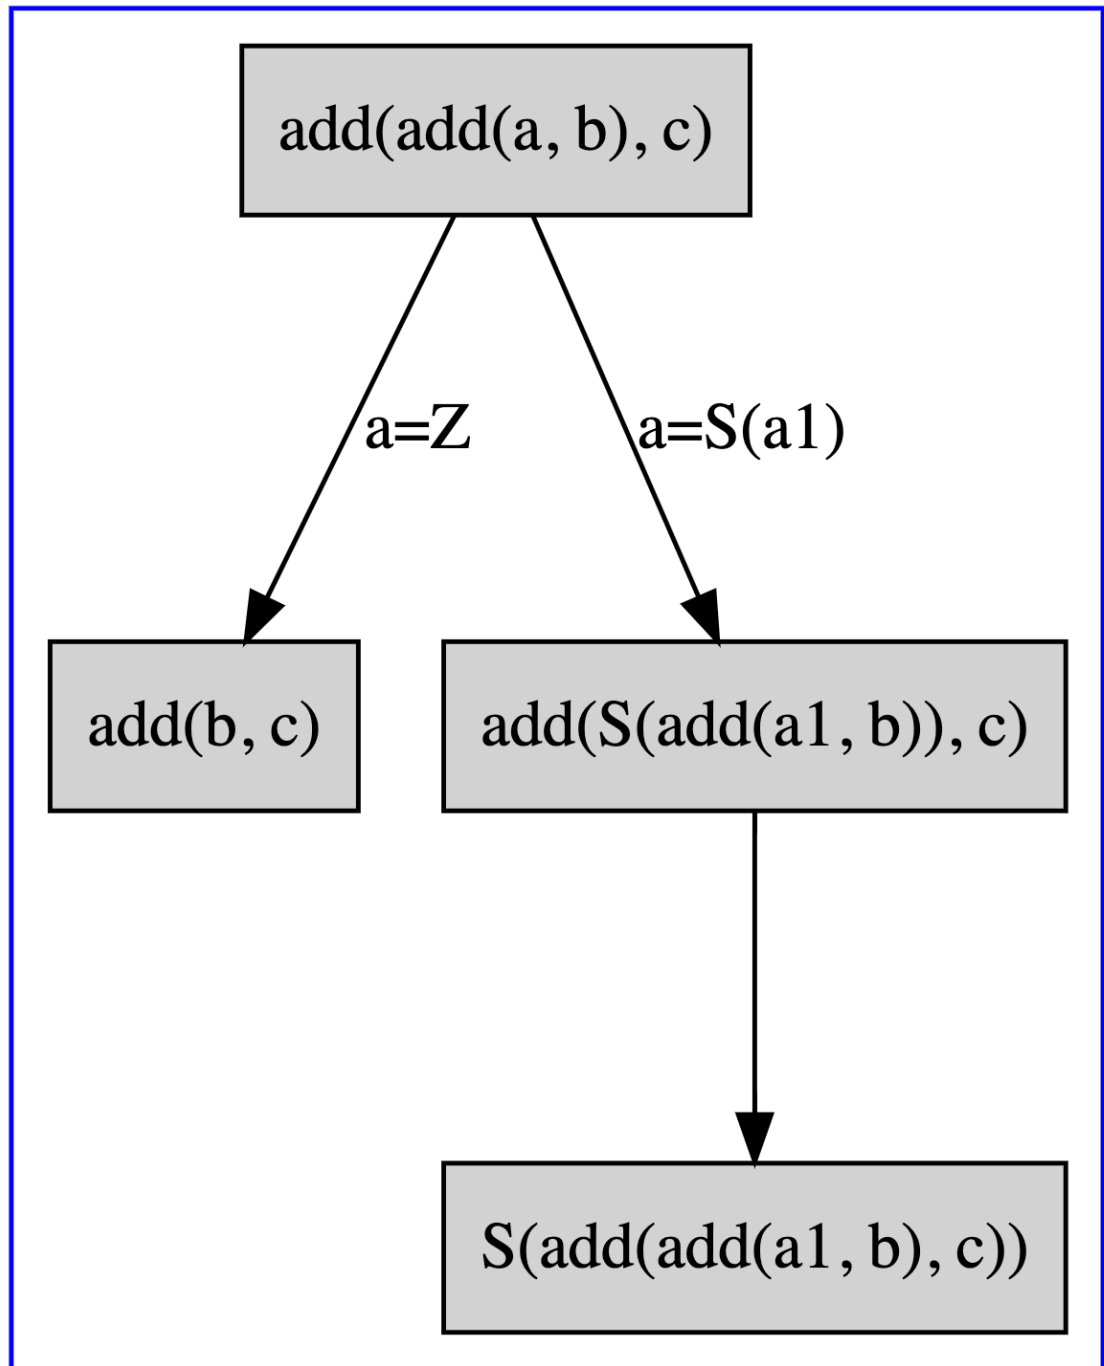 add(add(a, b), c)
a=Z
a=S(a1)
add(b, c)
add(S(add(a1, b)), c)
S(add(add(a1, b), c))